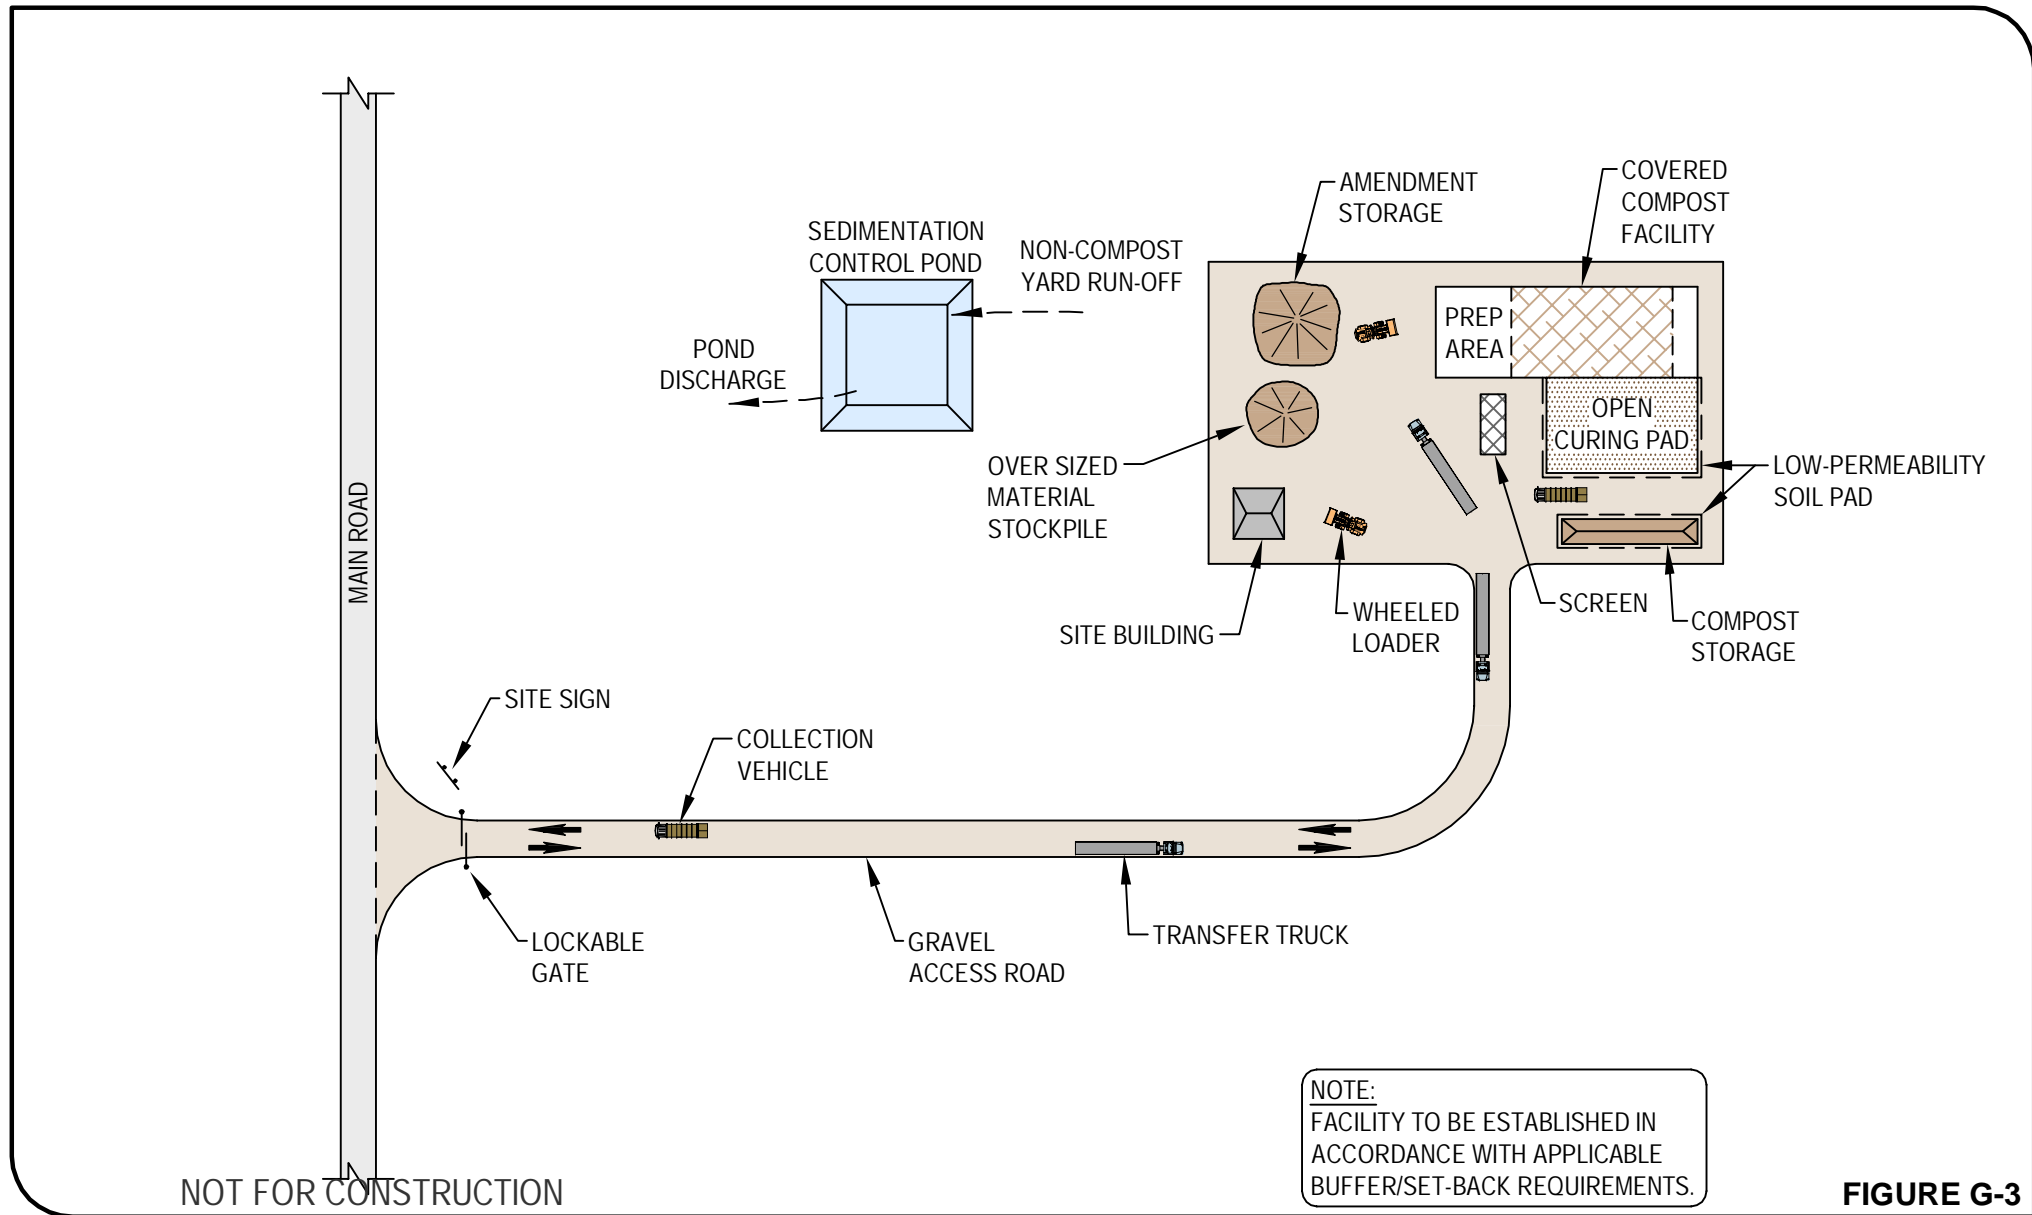 AMENDMENT
STORAGE
COVERED
COMPOST
FACILITY
SEDIMENTATION
CONTROL POND
NON-COMPOST
YARD RUN-OFF
POND
DISCHARGE
PREP
AREA
OPEN
CURING PAD
OVER SIZED
MATERIAL
STOCKPILE
LOW-PERMEABILITY
SOIL PAD
MAIN ROAD
SITE BUILDING
WHEELED
LOADER
SCREEN
COMPOST
STORAGE
SITE SIGN
COLLECTION
VEHICLE
LOCKABLE
GATE
GRAVEL
ACCESS ROAD
TRANSFER TRUCK
NOTE:
FACILITY TO BE ESTABLISHED IN
ACCORDANCE WITH APPLICABLE
BUFFER/SET-BACK REQUIREMENTS.
NOT FOR CONSTRUCTION
FIGURE G-3